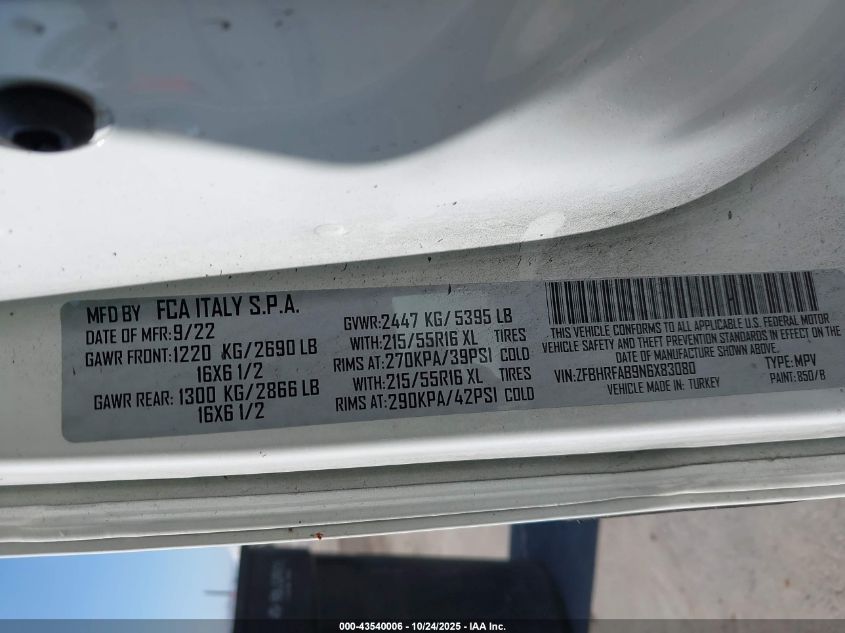 MFD BY FCA ITALY S.P.A.
DATE OF MFR: 9/22
GAWR FRONT: 1220 KG/2690 LB
16X6 1/2
GAWR REAR: 1300 KG/2866 LB
16X6 1/2
GVWR: 2447 KG/ 5395 LB
WITH: 215/55R16 XL TIRES
RIMS AT: 270KPA/39PSI COLD
WITH: 215/55R16 XL TIRES
RIMS AT: 290KPA/42PSI COLD
THIS VEHICLE CONFORMS TO ALL APPLICABLE U.S. FEDERAL MOTOR
VEHICLE SAFETY AND THEFT PREVENTION STANDARDS IN EFFECT ON THE
DATE OF MANUFACTURE SHOWN ABOVE.
VIN: ZFBHRFAB9N6X83080 TYPE: MPV
VEHICLE MADE IN: TURKEY PAINT: 850/B
000-43540006 - 10/24/2025 - IAA Inc.